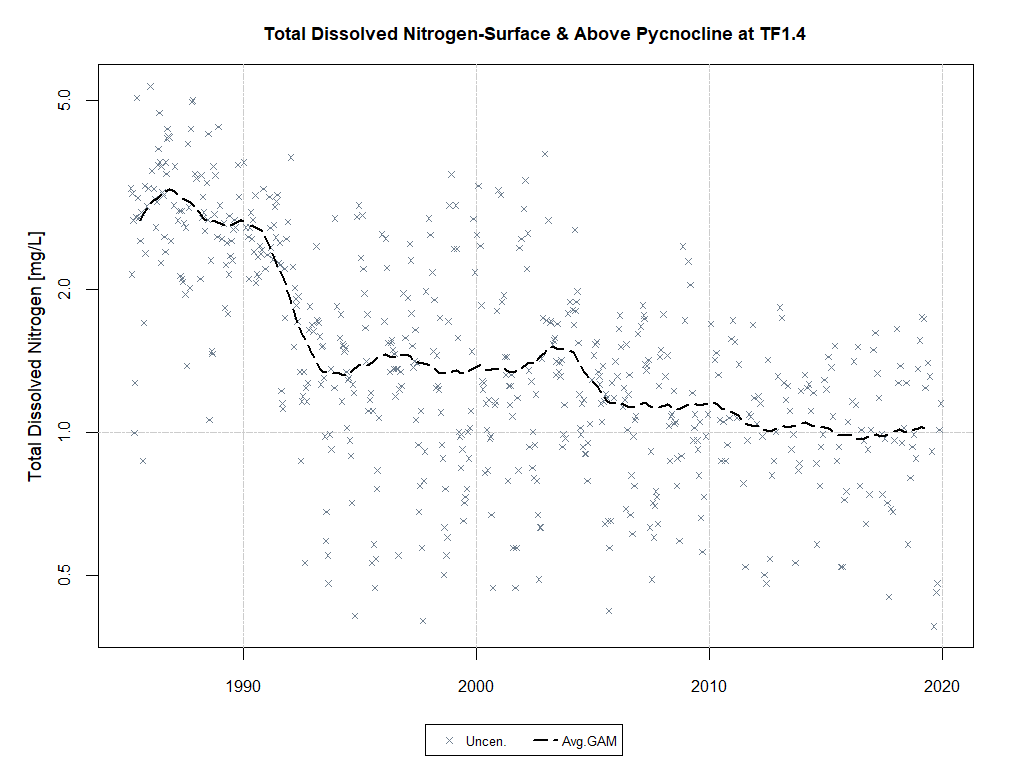 Total Dissolved Nitrogen-Surface & Above Pycnocline at TF1.4
Total Dissolved Nitrogen [mg/L]
5.0
2.0
1.0
0.5
1990 2000 2010 2020
Uncen. Avg.GAM